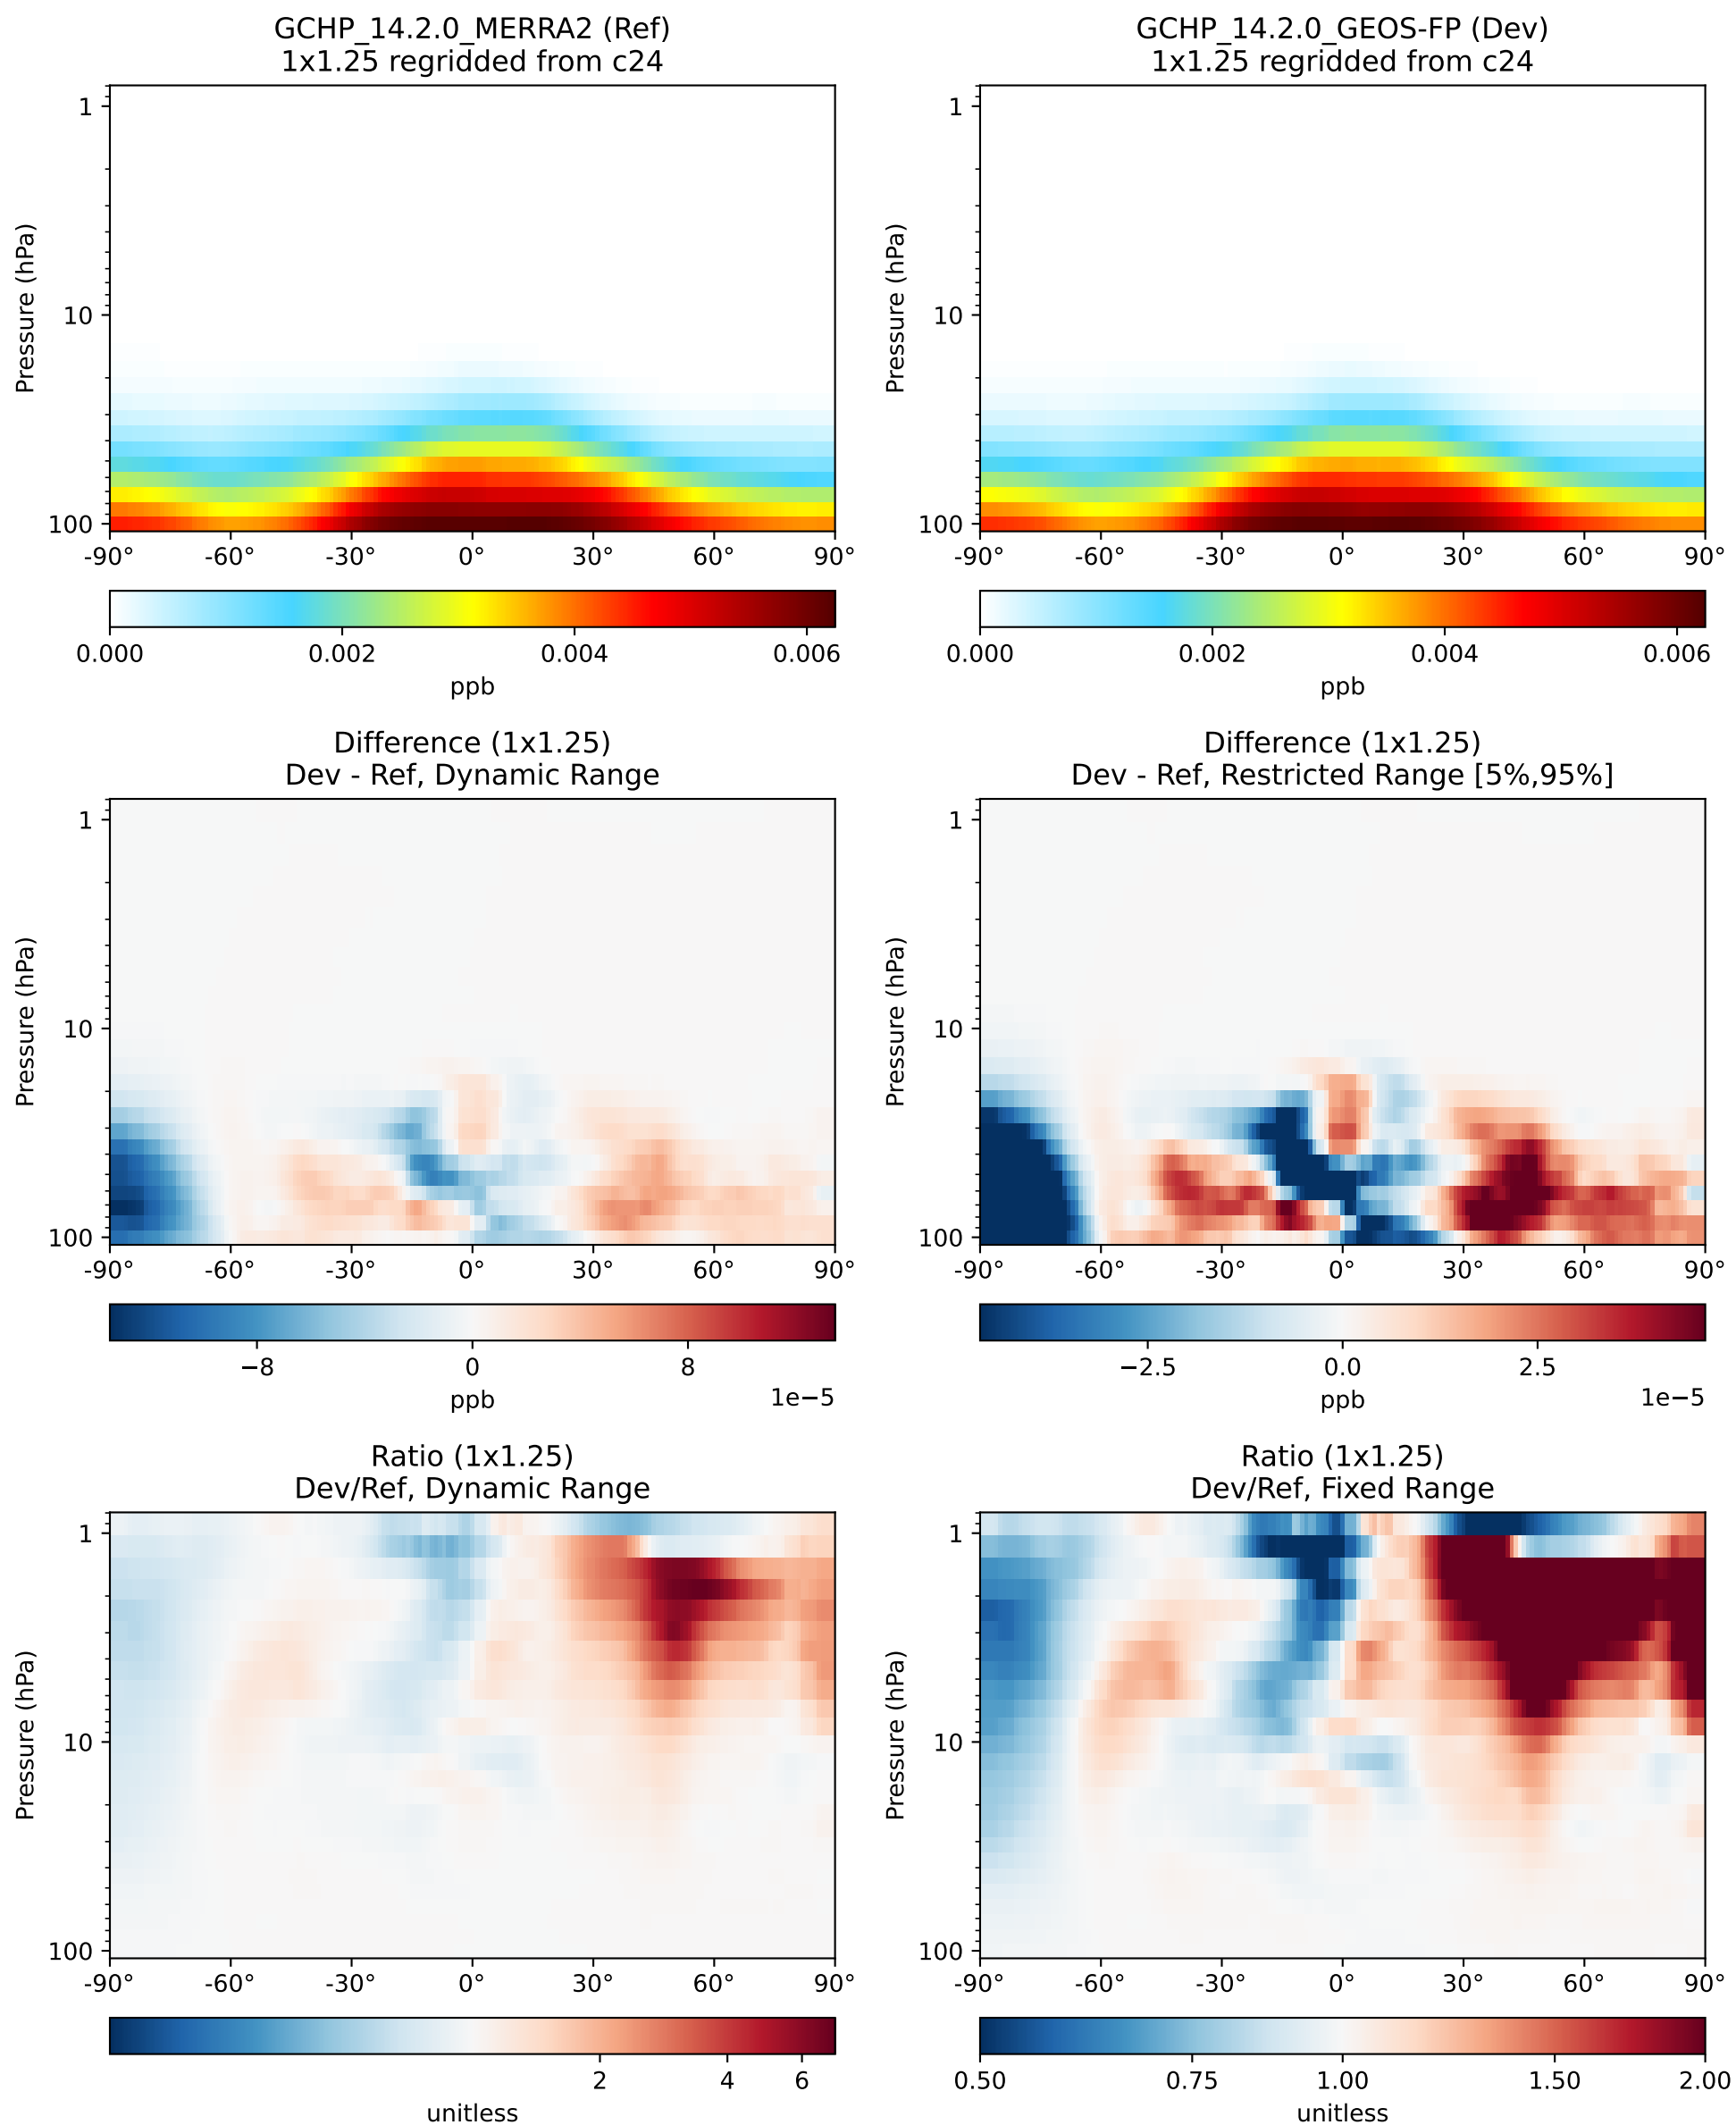 GCHP_14.2.0_MERRA2 (Ref)
1x1.25 regridded from c24
Pressure (hPa)
1
10
100
-90° -60° -30° 0° 30° 60° 90°
0.000 0.002 0.004 0.006
ppb
GCHP_14.2.0_GEOS-FP (Dev)
1x1.25 regridded from c24
Pressure (hPa)
1
10
100
-90° -60° -30° 0° 30° 60° 90°
0.000 0.002 0.004 0.006
ppb
Difference (1x1.25)
Dev - Ref, Dynamic Range
Pressure (hPa)
1
10
100
-90° -60° -30° 0° 30° 60° 90°
−8 0 8
1e−5
ppb
Difference (1x1.25)
Dev - Ref, Restricted Range [5%,95%]
Pressure (hPa)
1
10
100
-90° -60° -30° 0° 30° 60° 90°
−2.5 0.0 2.5
1e−5
ppb
Ratio (1x1.25)
Dev/Ref, Dynamic Range
Pressure (hPa)
1
10
100
-90° -60° -30° 0° 30° 60° 90°
2 4 6
unitless
Ratio (1x1.25)
Dev/Ref, Fixed Range
Pressure (hPa)
1
10
100
-90° -60° -30° 0° 30° 60° 90°
0.50 0.75 1.00 1.50 2.00
unitless